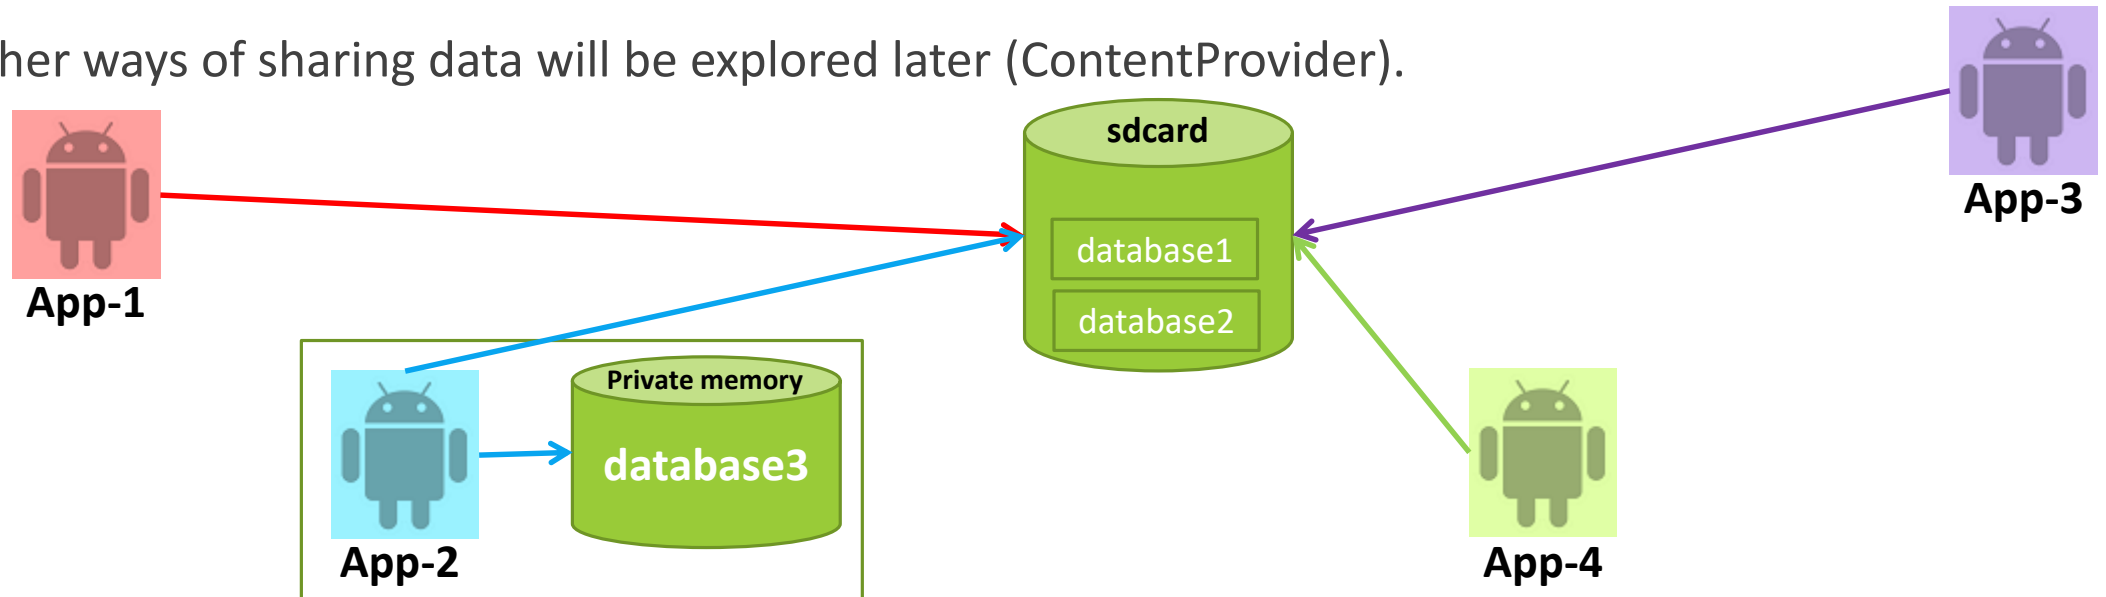 her ways of sharing data will be explored later (ContentProvider).
sdcard
database1
database2
App-1
App-3
Private memory
database3
App-2
App-4